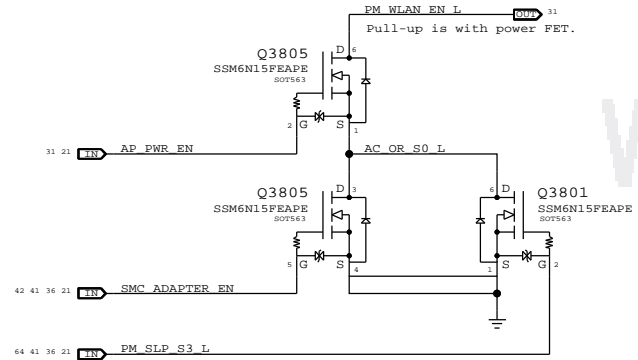 PM_WLAN_EN_L OUT 31
Pull-up is with power FET.
D 6
Q3805
SSM6N15FEAPE
SOT563
2 G S 1
31 21 IN AP_PWR_EN
AC_OR_S0_L
D 3
6 D
Q3805
Q3801
SSM6N15FEAPE
SSM6N15FEAPE
SOT563
SOT563
5 G S 4
1 S G 2
42 41 36 21 IN SMC_ADAPTER_EN
64 41 36 21 IN PM_SLP_S3_L